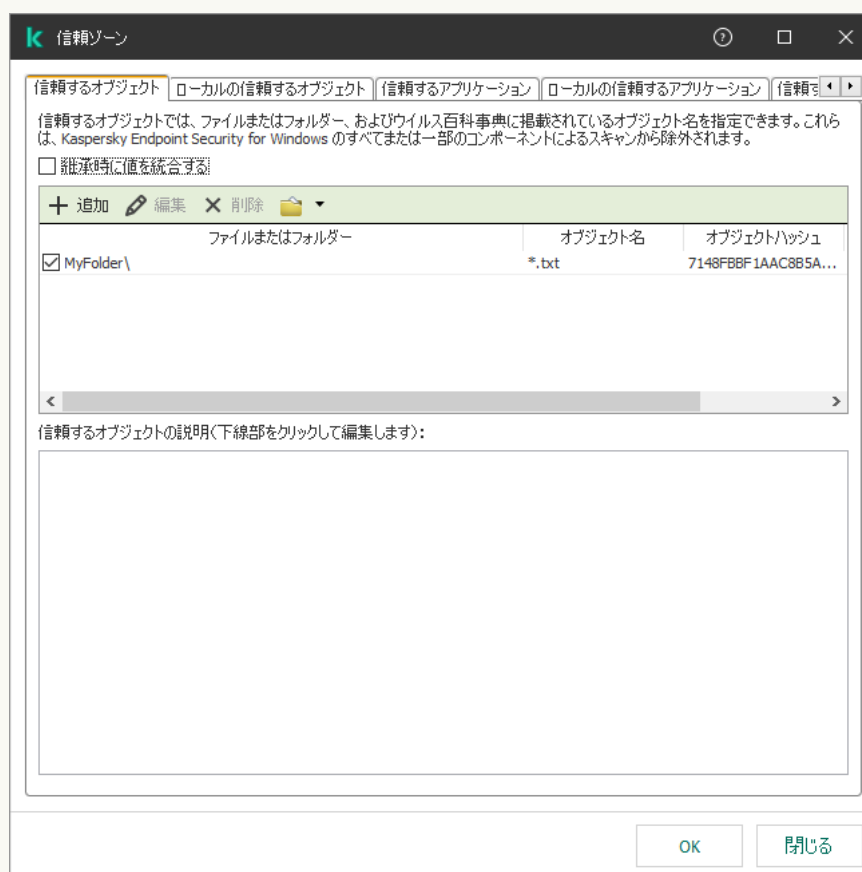 信頼ゾーン
信頼するオブジェクト ローカルの信頼するオブジェクト 信頼するアプリケーション ローカルの信頼するアプリケーション 信頼す
信頼するオブジェクトでは、ファイルまたはフォルダー、およびウイルス百科事典に掲載されているオブジェクト名を指定できます。これら
は、Kaspersky Endpoint Security for Windows のすべてまたは一部のコンポーネントによるスキャンから除外されます。
継承時に値を統合する
追加 編集 削除
ファイルまたはフォルダー オブジェクト名 オブジェクトハッシュ
MyFolder\ *.txt 7148FBBF1AAC8B5A...
信頼するオブジェクトの説明(下線部をクリックして編集します):
OK 閉じる